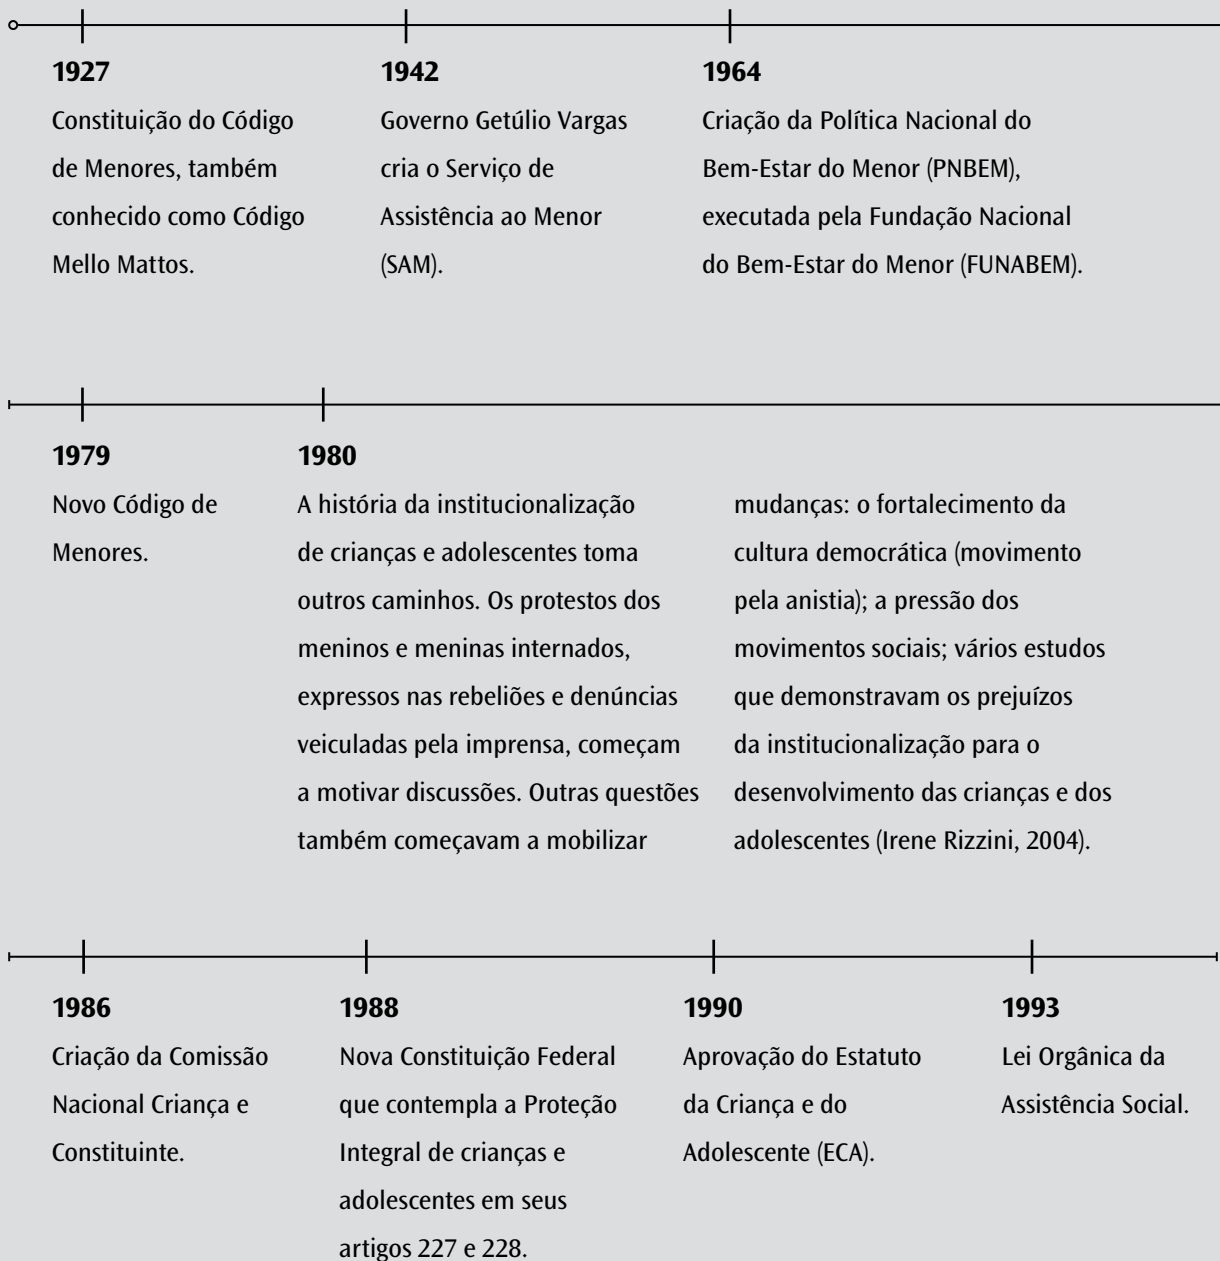 1927
Constituição do Código
de Menores, também
conhecido como Código
Mello Mattos.
1942
Governo Getúlio Vargas
cria o Serviço de
Assistência ao Menor
(SAM).
1964
Criação da Política Nacional do
Bem-Estar do Menor (PNBEM),
executada pela Fundação Nacional
do Bem-Estar do Menor (FUNABEM).
1979
Novo Código de
Menores.
1980
A história da institucionalização
de crianças e adolescentes toma
outros caminhos. Os protestos dos
meninos e meninas internados,
expressos nas rebeliões e denúncias
veiculadas pela imprensa, começam
a motivar discussões. Outras questões
também começavam a mobilizar
mudanças: o fortalecimento da
cultura democrática (movimento
pela anistia); a pressão dos
movimentos sociais; vários estudos
que demonstravam os prejuízos
da institucionalização para o
desenvolvimento das crianças e dos
adolescentes (Irene Rizzini, 2004).
1986
Criação da Comissão
Nacional Criança e
Constituinte.
1988
Nova Constituição Federal
que contempla a Proteção
Integral de crianças e
adolescentes em seus
artigos 227 e 228.
1990
Aprovação do Estatuto
da Criança e do
Adolescente (ECA).
1993
Lei Orgânica da
Assistência Social.